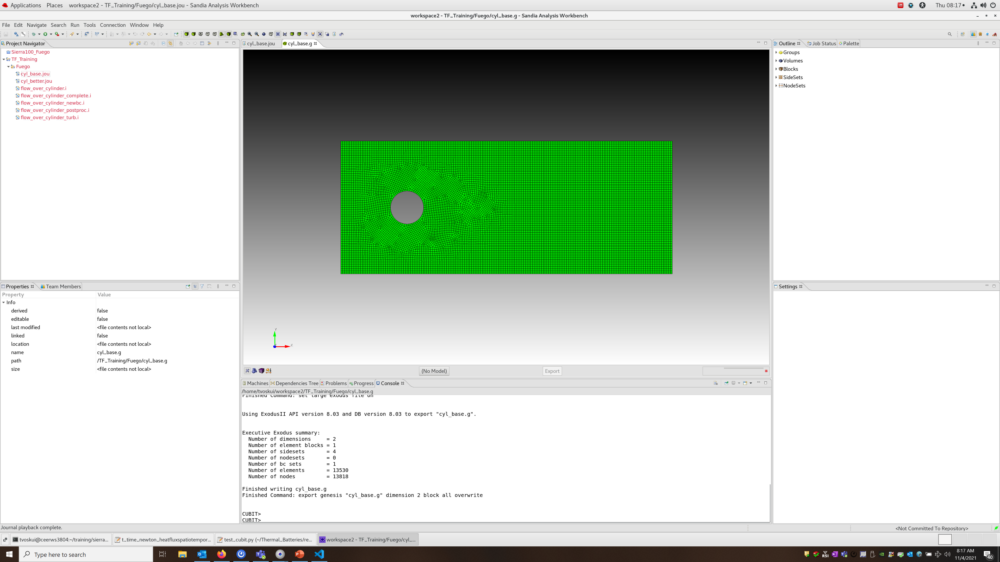 Applications Places workspace2 - TF_Training/Fuego/cyl_base.jou - Sandia Analysis Workbench Thu 08:17
workspace2 - TF_Training/Fuego/cyl_base.g - Sandia Analysis Workbench
File Edit Navigate Search Run Tools Connection Window Help
Project Navigator
Sierra100_Fuego
TF_Training
Fuego
cyl_base.jou
cyl_better.jou
flow_over_cylinder.i
flow_over_cylinder_complete.i
flow_over_cylinder_newbc.i
flow_over_cylinder_postproc.i
flow_over_cylinder_turb.i
Properties Team Members
Property Value
Info
derived false
editable false
last modified <file contents not local>
linked false
location <file contents not local>
name cyl_base.g
path /TF_Training/Fuego/cyl_base.g
size <file contents not local>
cyl_base.jou cyl_base.g
Y
X
(No Model) Export
Machines Dependencies Tree Problems Progress Console
/home/tvoskui/workspace2/TF_Training/Fuego/cyl_base.g
Finished Command: set large exodus file on
Using ExodusII API version 8.03 and DB version 8.03 to export "cyl_base.g".
Executive Exodus summary:
Number of dimensions = 2
Number of element blocks = 1
Number of sidesets = 4
Number of nodesets = 0
Number of bc sets = 1
Number of elements = 13530
Number of nodes = 13818
Finished writing cyl_base.g
Finished Command: export genesis "cyl_base.g" dimension 2 block all overwrite
CUBIT>
CUBIT>
Outline Job Status Palette
Groups
Volumes
Blocks
SideSets
NodeSets
Settings
Journal playback complete. <Not Committed To Repository>
tvoskui@ceerws3804:~/training/sierra... t_time_newton_heatfluxspatiotempor... test_cubit.py (~/Thermal_Batteries/re... workspace2 - TF_Training/Fuego/cyl_...
Type here to search
RSI
8:17 AM
11/4/2021
40